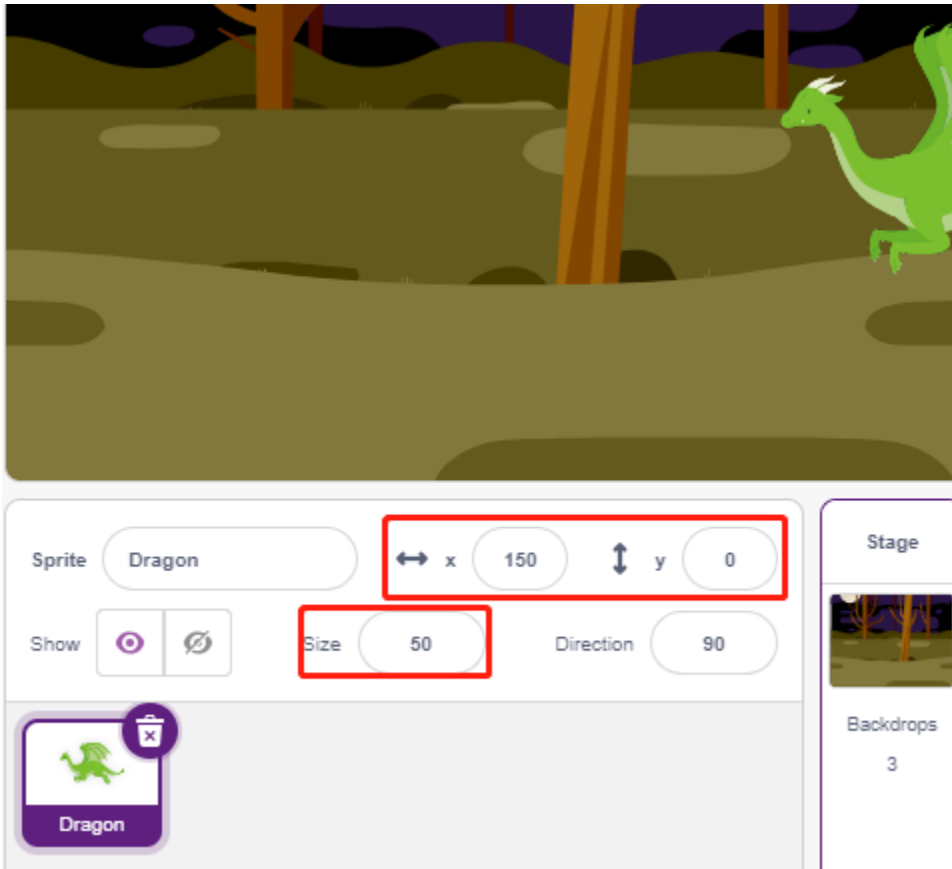 Sprite Dragon x 150 y 0
Show Size 50 Direction 90
Dragon
Stage
Backdrops
3